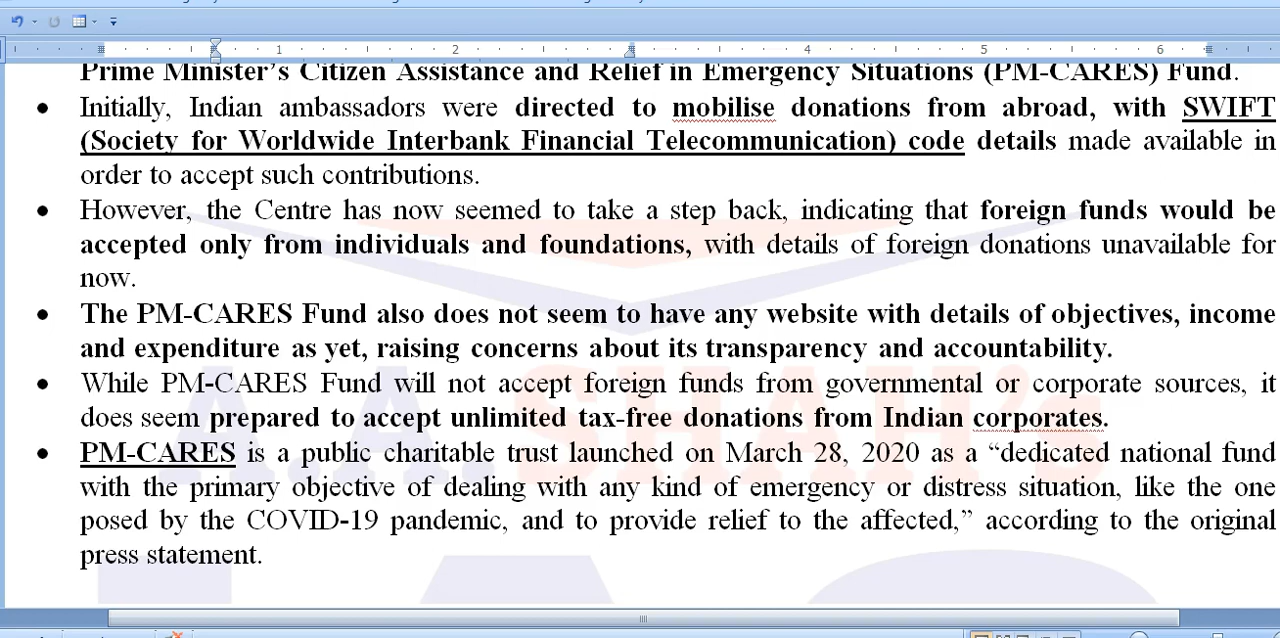 1 2 4 5 6
Prime Minister's Citizen Assistance and Relief in Emergency Situations (PM-CARES) Fund.
• Initially, Indian ambassadors were directed to mobilise donations from abroad, with SWIFT
(Society for Worldwide Interbank Financial Telecommunication) code details made available in
order to accept such contributions.
• However, the Centre has now seemed to take a step back, indicating that foreign funds would be
accepted only from individuals and foundations, with details of foreign donations unavailable for
now.
• The PM-CARES Fund also does not seem to have any website with details of objectives, income
and expenditure as yet, raising concerns about its transparency and accountability.
• While PM-CARES Fund will not accept foreign funds from governmental or corporate sources, it
does seem prepared to accept unlimited tax-free donations from Indian corporates.
• PM-CARES is a public charitable trust launched on March 28, 2020 as a “dedicated national fund
with the primary objective of dealing with any kind of emergency or distress situation, like the one
posed by the COVID-19 pandemic, and to provide relief to the affected,” according to the original
press statement.
A.A.SHAH's